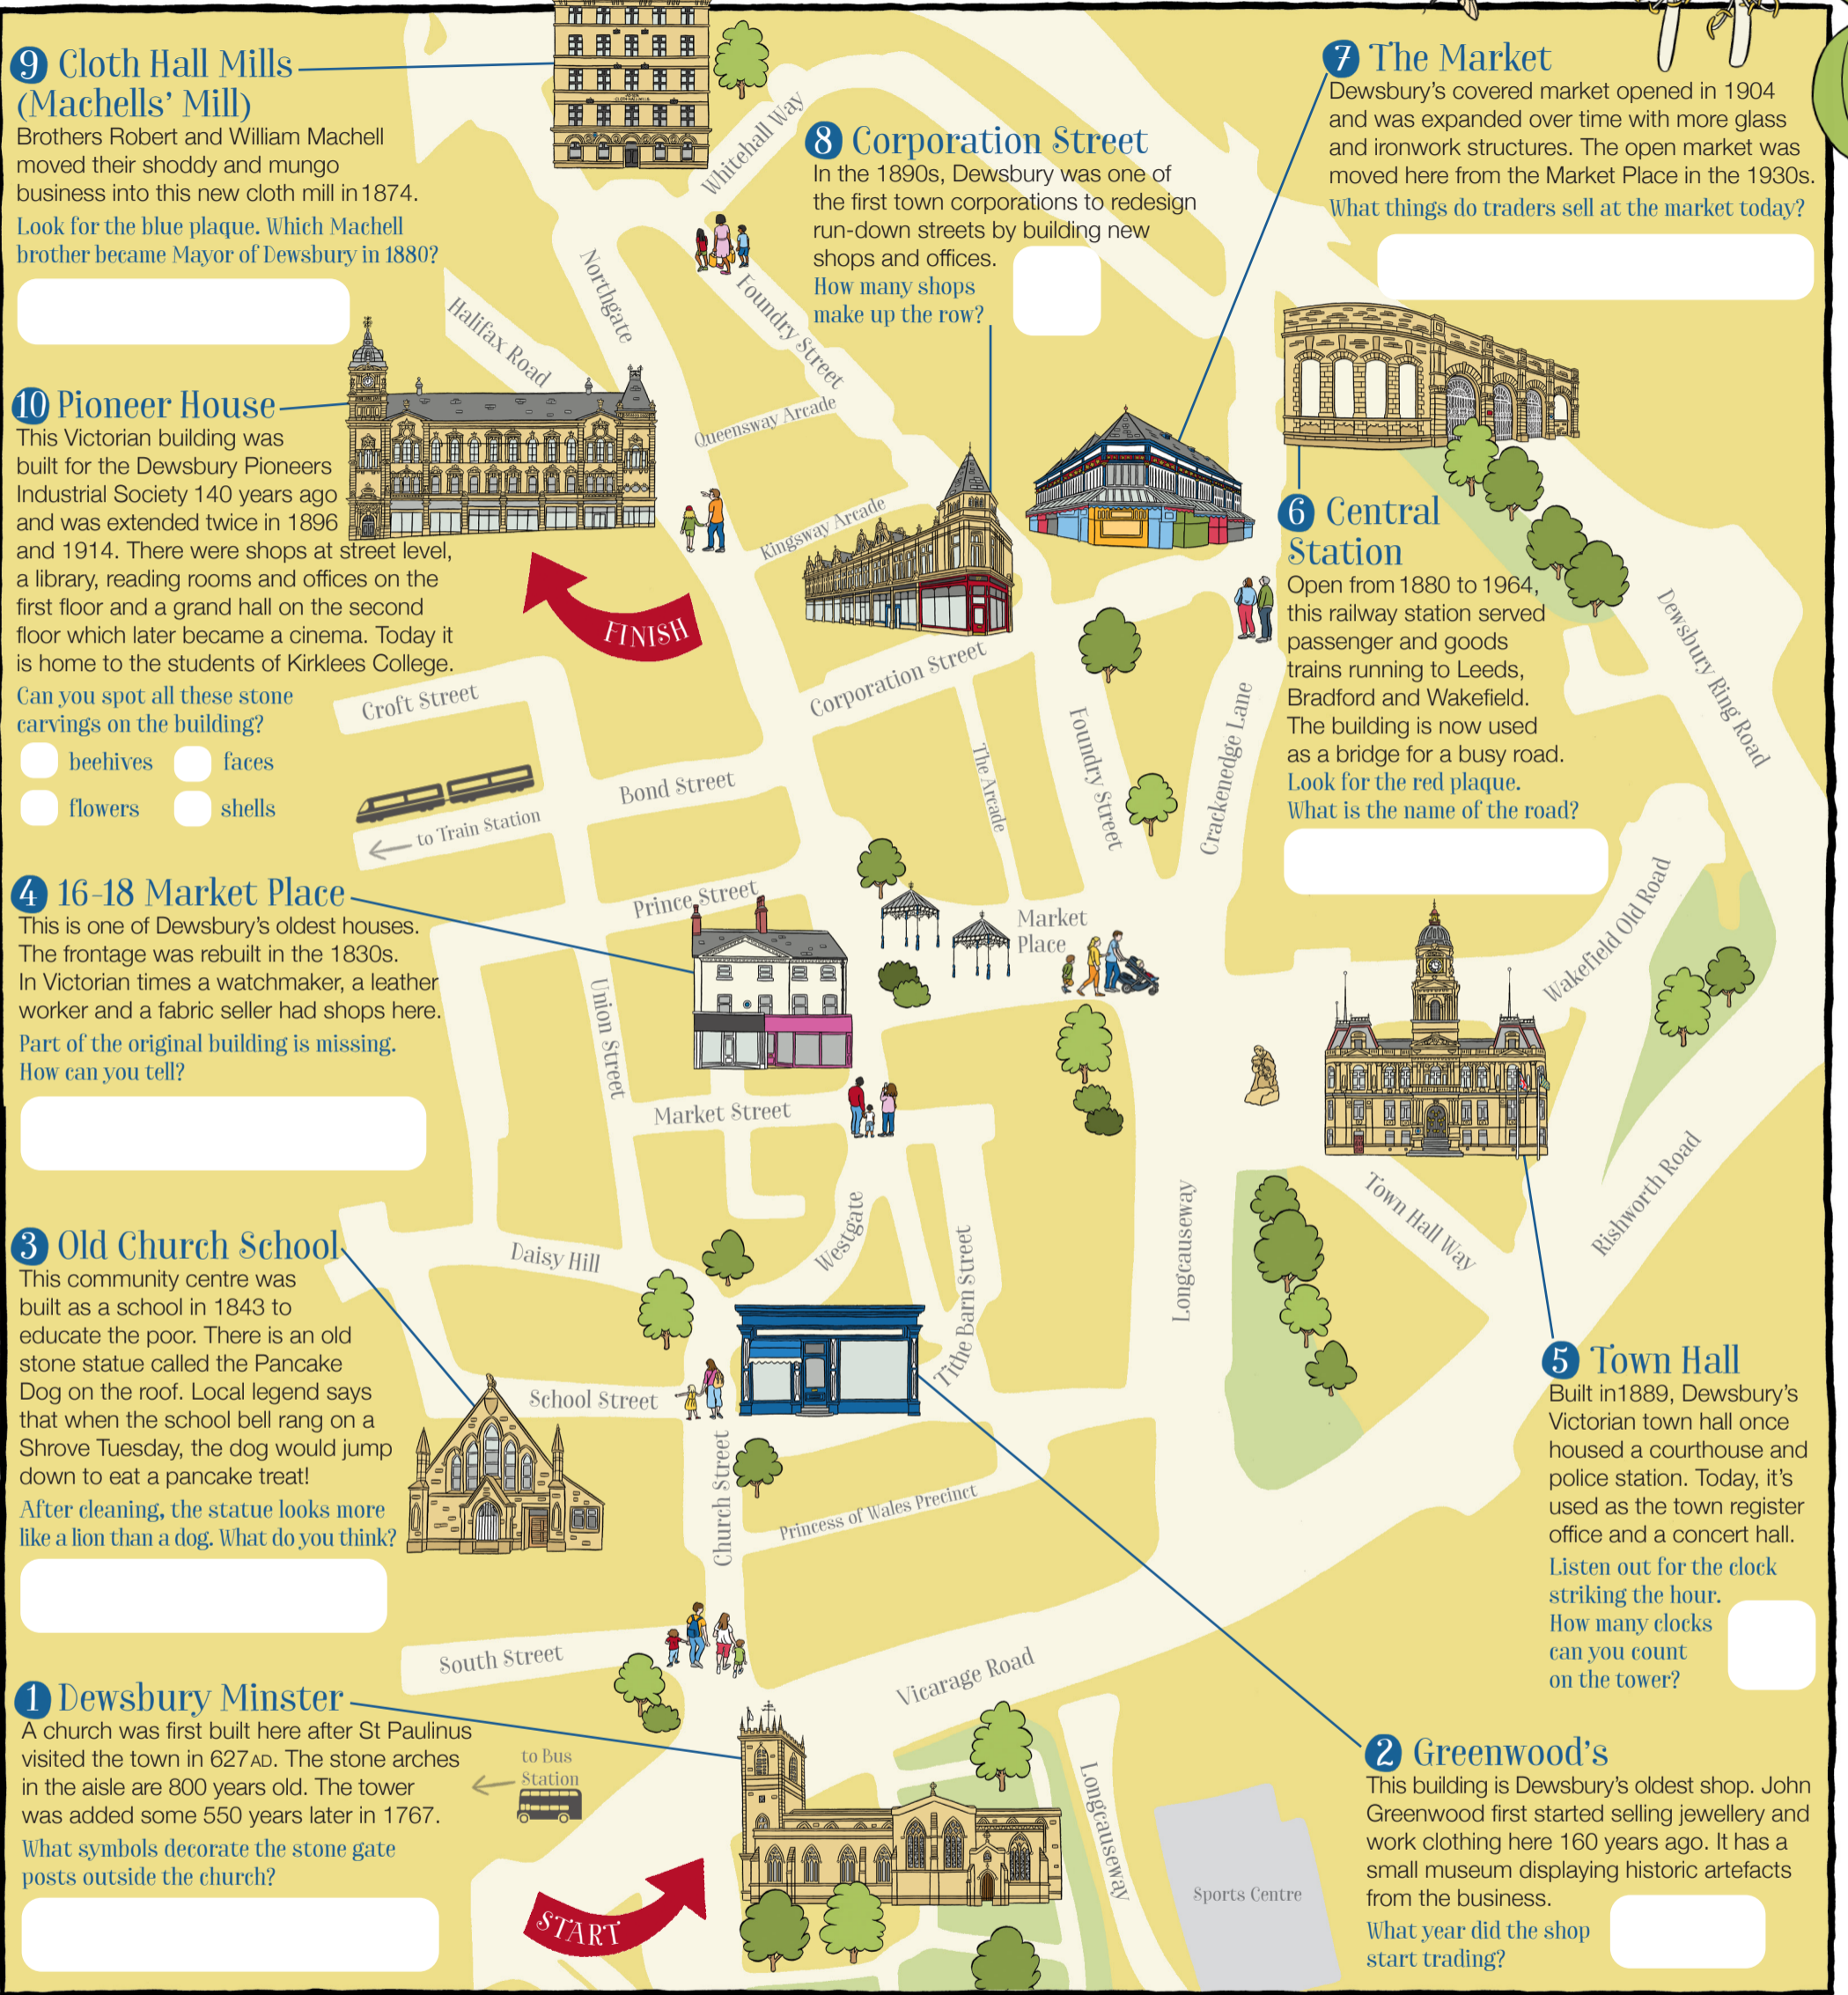 9 Cloth Hall Mills
(Machells' Mill)
Brothers Robert and William Machell
moved their shoddy and mungo
business into this new cloth mill in 1874.
Look for the blue plaque. Which Machell
brother became Mayor of Dewsbury in 1880?
10 Pioneer House
This Victorian building was
built for the Dewsbury Pioneers
Industrial Society 140 years ago
and was extended twice in 1896
and 1914. There were shops at street level,
a library, reading rooms and offices on the
first floor and a grand hall on the second
floor which later became a cinema. Today it
is home to the students of Kirklees College.
Can you spot all these stone
carvings on the building?
beehives
faces
flowers
shells
4 16-18 Market Place
This is one of Dewsbury's oldest houses.
The frontage was rebuilt in the 1830s.
In Victorian times a watchmaker, a leather
worker and a fabric seller had shops here.
Part of the original building is missing.
How can you tell?
3 Old Church School
This community centre was
built as a school in 1843 to
educate the poor. There is an old
stone statue called the Pancake
Dog on the roof. Local legend says
that when the school bell rang on a
Shrove Tuesday, the dog would jump
down to eat a pancake treat!
After cleaning, the statue looks more
like a lion than a dog. What do you think?
1 Dewsbury Minster
A church was first built here after St Paulinus
visited the town in 627AD. The stone arches
in the aisle are 800 years old. The tower
was added some 550 years later in 1767.
What symbols decorate the stone gate
posts outside the church?
8 Corporation Street
In the 1890s, Dewsbury was one of
the first town corporations to redesign
run-down streets by building new
shops and offices.
How many shops
make up the row?
7 The Market
Dewsbury's covered market opened in 1904
and was expanded over time with more glass
and ironwork structures. The open market was
moved here from the Market Place in the 1930s.
What things do traders sell at the market today?
6 Central
Station
Open from 1880 to 1964,
this railway station served
passenger and goods
trains running to Leeds,
Bradford and Wakefield.
The building is now used
as a bridge for a busy road.
Look for the red plaque.
What is the name of the road?
5 Town Hall
Built in1889, Dewsbury's
Victorian town hall once
housed a courthouse and
police station. Today, it's
used as the town register
office and a concert hall.
Listen out for the clock
striking the hour.
How many clocks
can you count
on the tower?
2 Greenwood's
This building is Dewsbury's oldest shop. John
Greenwood first started selling jewellery and
work clothing here 160 years ago. It has a
small museum displaying historic artefacts
from the business.
What year did the shop
start trading?
Whitehall Way
Northgate
Halifax Road
Foundry Street
Queensway Arcade
Kingsway Arcade
FINISH
Corporation Street
Croft Street
Bond Street
to Train Station
The Arcade
Foundry Street
Crackenedge Lane
Dewsbury Ring Road
Prince Street
Market
Place
Wakefield Old Road
Union Street
Market Street
Longcauseway
Town Hall Way
Rishworth Road
Daisy Hill
Westgate
Tithe Barn Street
School Street
Church Street
Princess of Wales Precinct
South Street
Vicarage Road
to Bus
Station
Longcauseway
Sports Centre
START